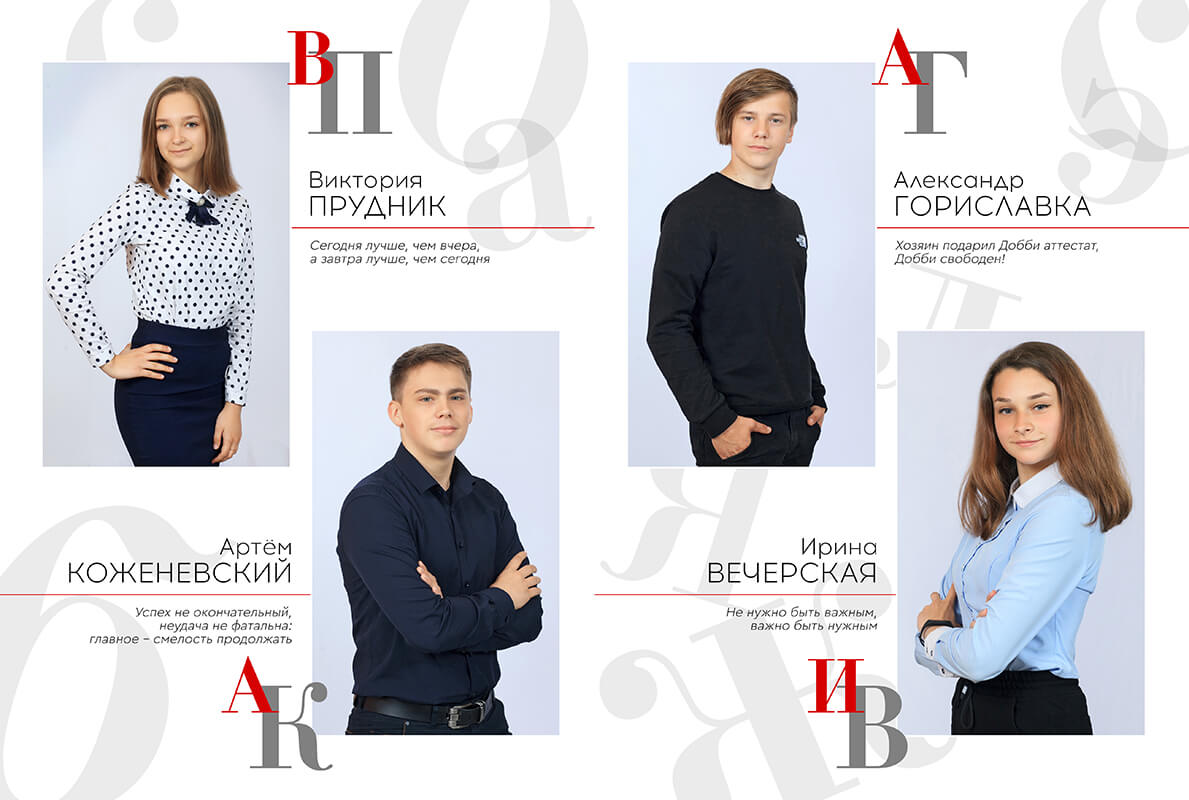 ВП
Виктория
ПРУДНИК
Сегодня лучше, чем вчера,
а завтра лучше, чем сегодня
Артём
КОЖЕНЕВСКИЙ
Успех не окончательный,
неудача не фатальна:
главное – смелость продолжать
АК
АГ
Александр
ГОРИСЛАВКА
Хозяин подарил Добби аттестат,
Добби свободен!
Ирина
ВЕЧЕРСКАЯ
Не нужно быть важным,
важно быть нужным
ИВ